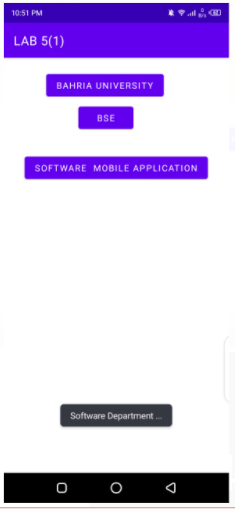 10:51 PM
LAB 5(1)
BAHRIA UNIVERSITY
BSE
SOFTWARE  MOBILE APPLICATION
Software Department ...